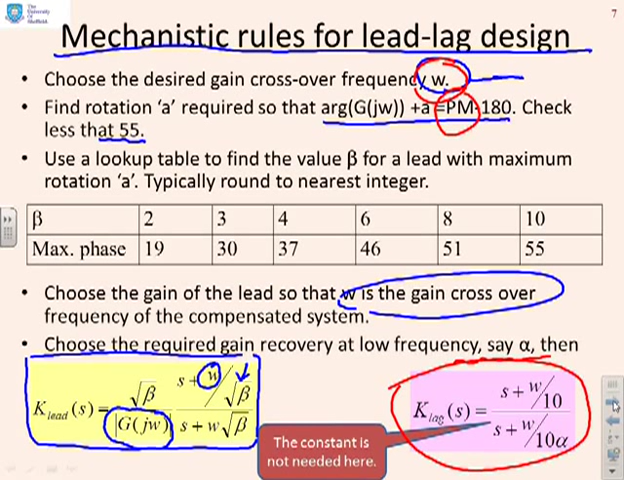 The
University
Of
Sheffield.
7
Mechanistic rules for lead-lag design
• Choose the desired gain cross-over frequency w.
• Find rotation 'a' required so that arg(G(jw)) +a =PM-180. Check
less that 55.
• Use a lookup table to find the value β for a lead with maximum
rotation 'a'. Typically round to nearest integer.
β 2 3 4 6 8 10
Max. phase 19 30 37 46 51 55
• Choose the gain of the lead so that w is the gain cross over
frequency of the compensated system.
• Choose the required gain recovery at low frequency, say α, then
K_lead (s) = √β / |G(jw)| (s + w/√β) / (s + w√β)
K_lag (s) = (s + w/10) / (s + w/10α)
The constant is
not needed here.